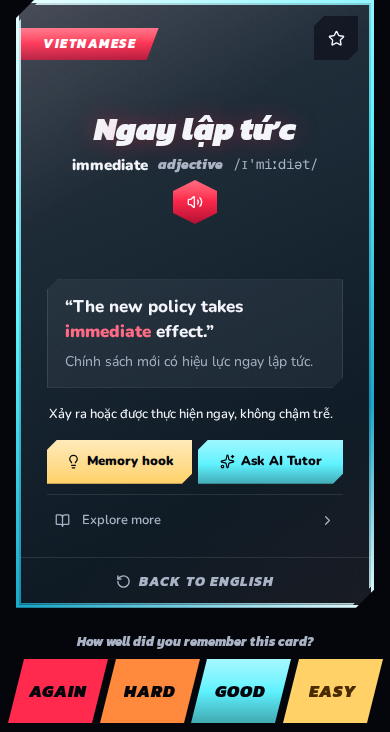 VIETNAMESE
Ngay lập tức
immediate adjective /ɪˈmiːdiət/
“The new policy takes
immediate effect.”
Chính sách mới có hiệu lực ngay lập tức.
Xảy ra hoặc được thực hiện ngay, không chậm trễ.
Memory hook
Ask AI Tutor
Explore more
BACK TO ENGLISH
How well did you remember this card?
AGAIN
HARD
GOOD
EASY